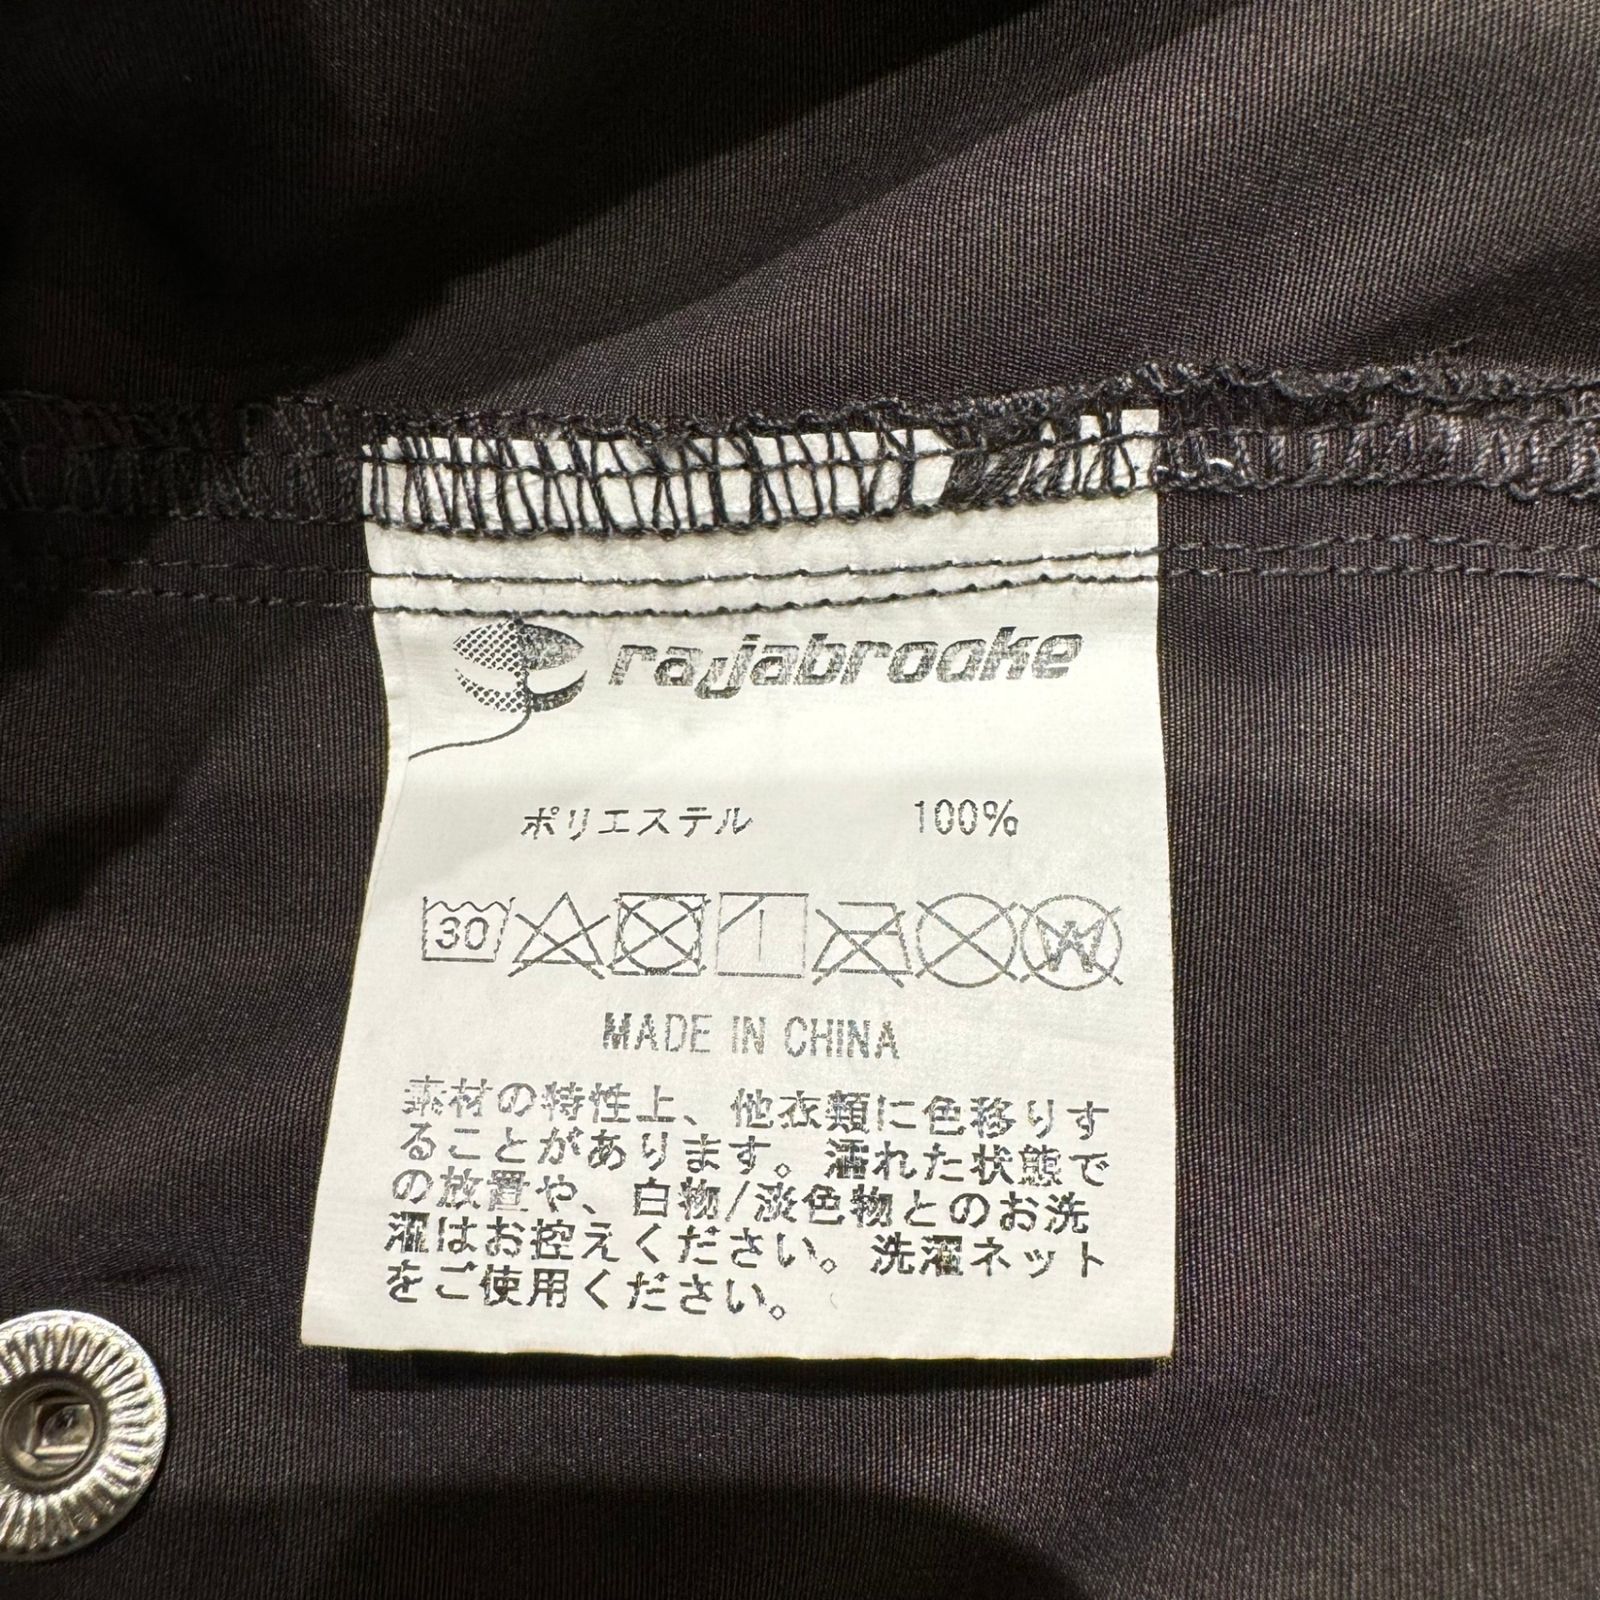 rajabrooke
ポリエステル 100%
30
W
MADE IN CHINA
素材の特性上、他衣類に色移りす
ることがあります。濡れた状態で
の放置や、白物/淡色物とのお洗
濯はお控えください。洗濯ネット
をご使用ください。